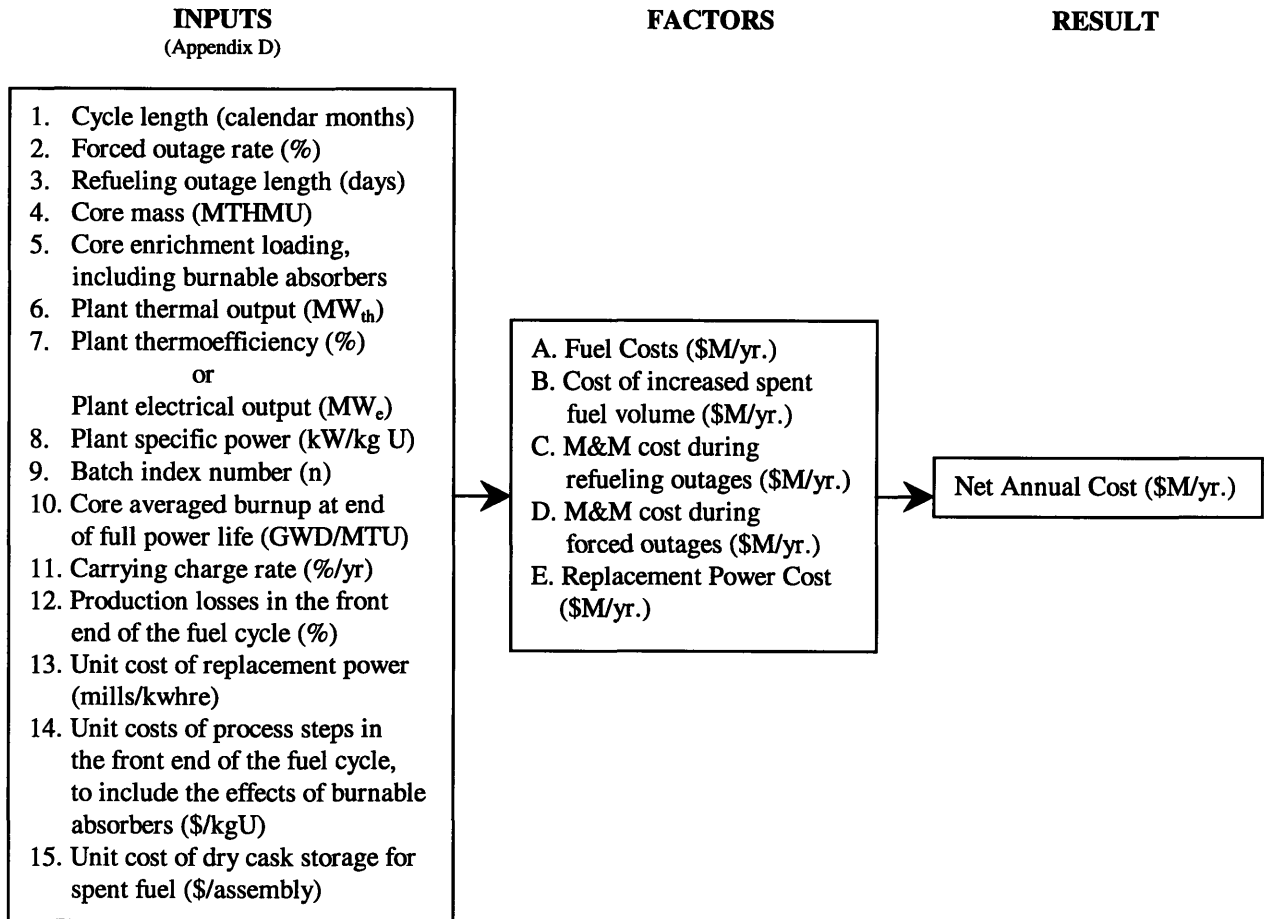 INPUTS
(Appendix D)
FACTORS
RESULT
1. Cycle length (calendar months)
2. Forced outage rate (%)
3. Refueling outage length (days)
4. Core mass (MTHMU)
5. Core enrichment loading,
including burnable absorbers
6. Plant thermal output (MWth)
7. Plant thermoefficiency (%)
or
Plant electrical output (MWe)
8. Plant specific power (kW/kg U)
9. Batch index number (n)
10. Core averaged burnup at end
of full power life (GWD/MTU)
11. Carrying charge rate (%/yr)
12. Production losses in the front
end of the fuel cycle (%)
13. Unit cost of replacement power
(mills/kwhre)
14. Unit costs of process steps in
the front end of the fuel cycle,
to include the effects of burnable
absorbers ($/kgU)
15. Unit cost of dry cask storage for
spent fuel ($/assembly)
A. Fuel Costs ($M/yr.)
B. Cost of increased spent
fuel volume ($M/yr.)
C. M&M cost during
refueling outages ($M/yr.)
D. M&M cost during
forced outages ($M/yr.)
E. Replacement Power Cost
($M/yr.)
Net Annual Cost ($M/yr.)